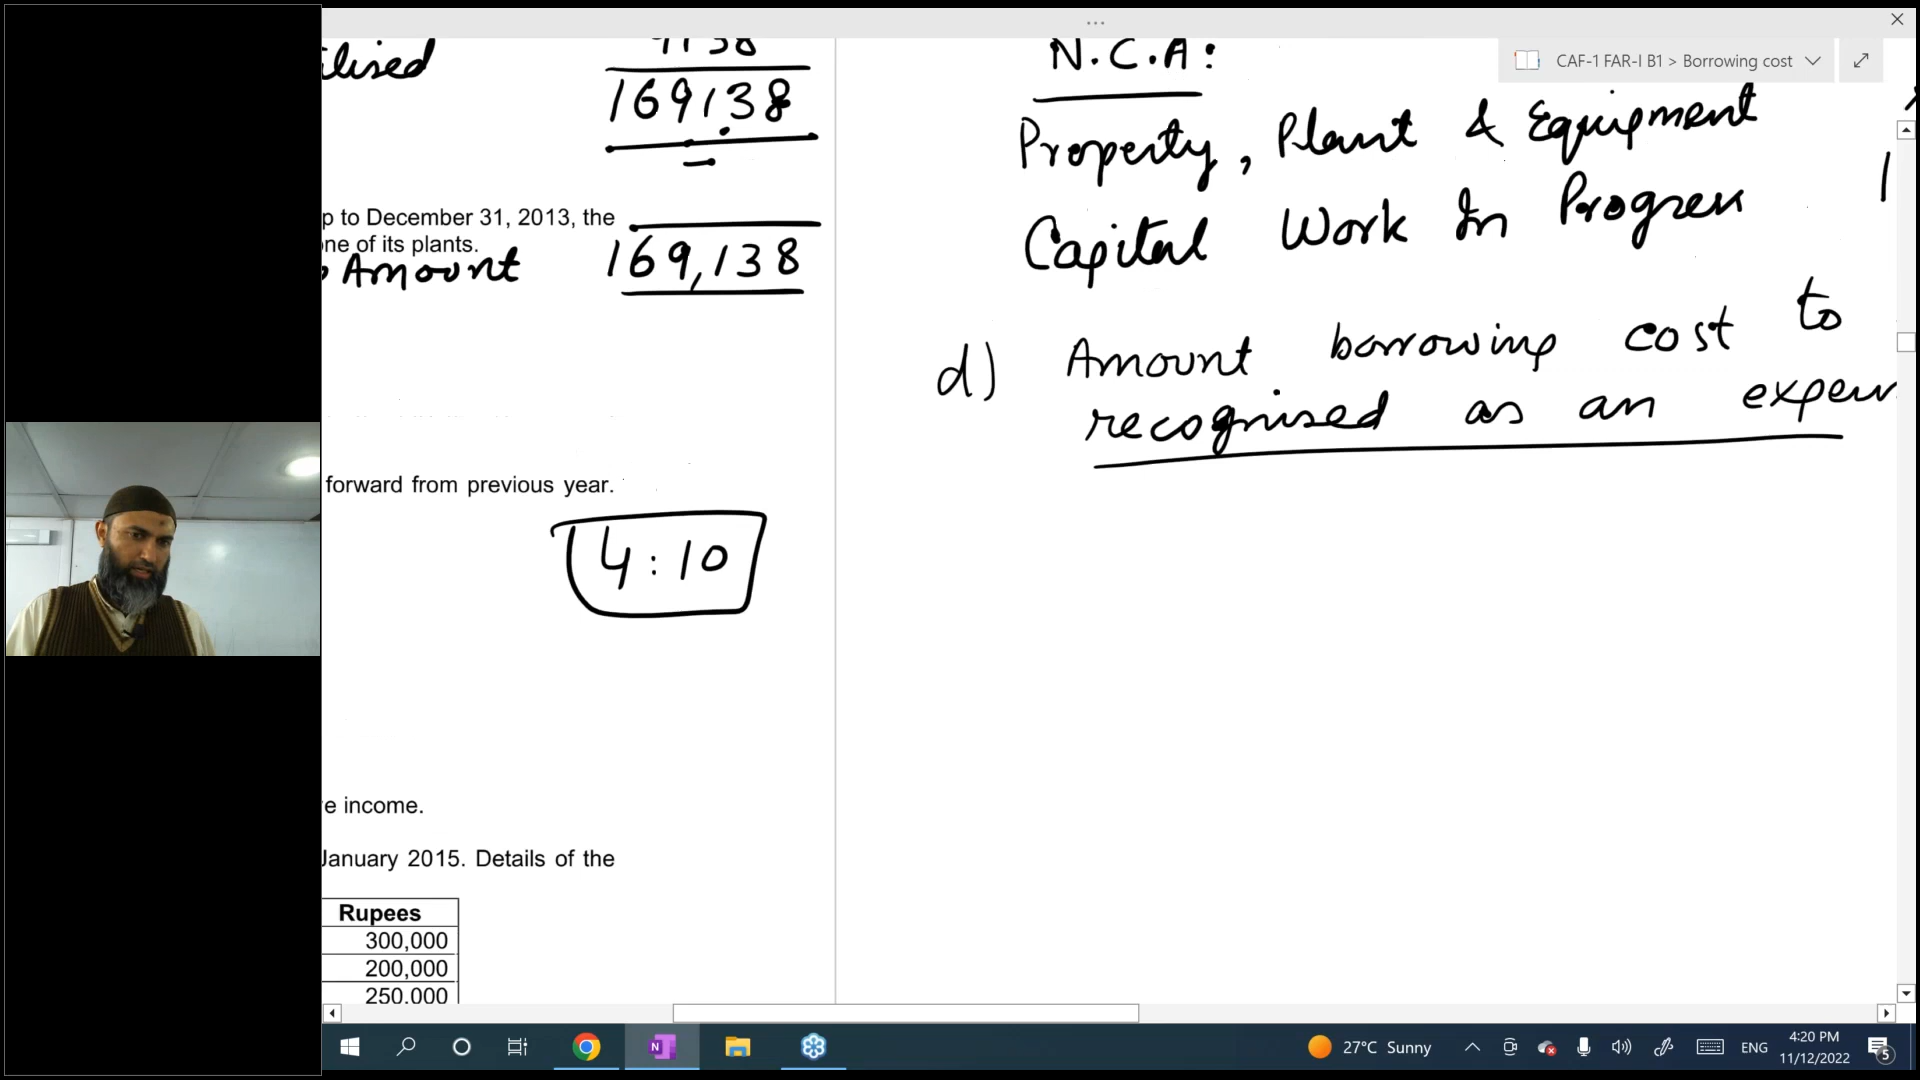 ...
CAF-1 FAR-I B1 > Borrowing cost
N.C.A:
169138
Property, Plant & Equipment
p to December 31, 2013, the
ne of its plants.
Amount 169,138
Capital Work In Progress
d) Amount borrowing cost to
recognised as an
forward from previous year.
4:10
e income.
January 2015. Details of the
Rupees
300,000
200,000
250,000
27°C Sunny
ENG
4:20 PM
11/12/2022
5